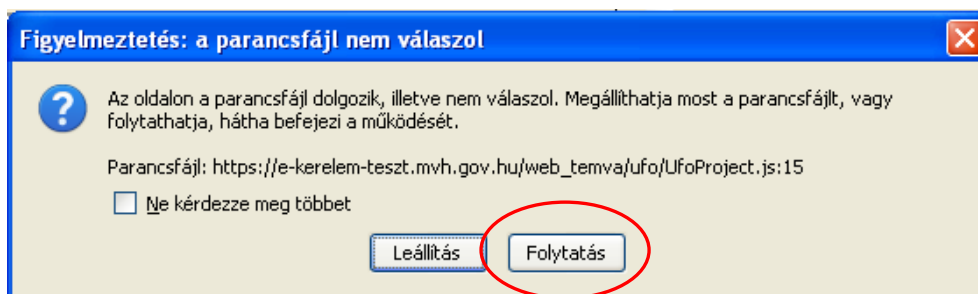 Figyelmeztetés: a parancsfájl nem válaszol
Az oldalon a parancsfájl dolgozik, illetve nem válaszol. Megállíthatja most a parancsfájlt, vagy
folytathatja, hátha befejezi a működését.
Parancsfájl: https://e-kerelem-teszt.mvh.gov.hu/web_temva/ufo/UfoProject.js:15
Ne kérdezze meg többet
Leállítás Folytatás